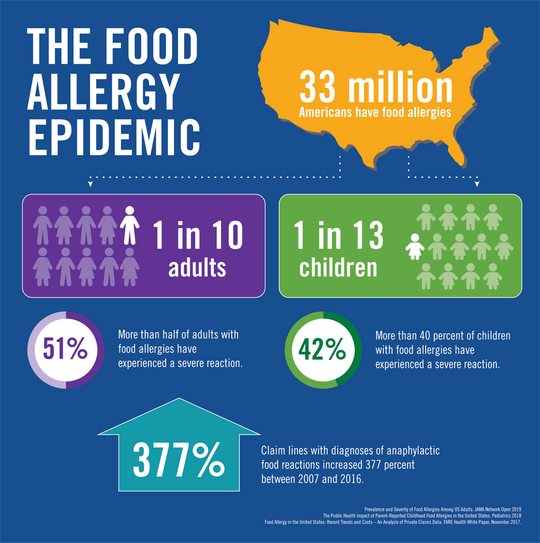 THE FOOD
ALLERGY
EPIDEMIC
33 million
Americans have food allergies
1 in 10
adults
1 in 13
children
51%
More than half of adults with
food allergies have
experienced a severe reaction.
42%
More than 40 percent of children
with food allergies have
experienced a severe reaction.
377%
Claim lines with diagnoses of anaphylactic
food reactions increased 377 percent
between 2007 and 2016.
Prevalence and Severity of Food Allergies Among US Adults. JAMA Network Open 2019
The Public Health Impact of Parent-Reported Childhood Food Allergies in the United States. Pediatrics 2018
Food Allergy in the United States: Recent Trends and Costs – An Analysis of Private Claims Data. FARE Health White Paper, November 2017.